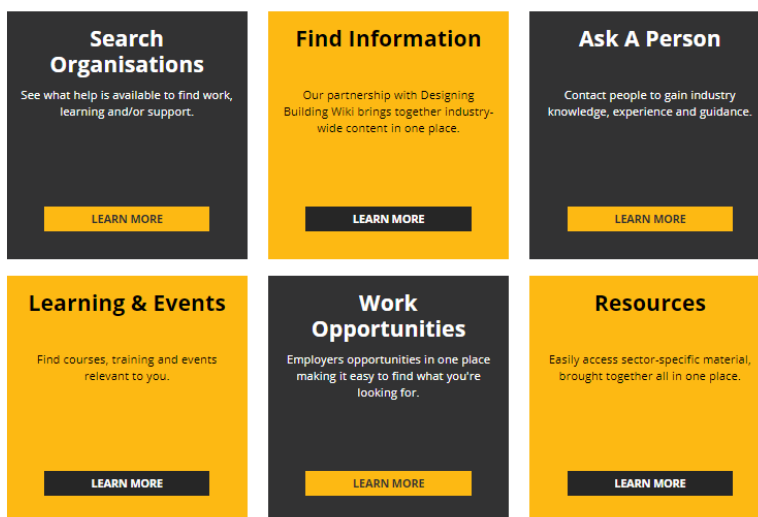 Search
Organisations
See what help is available to find work,
learning and/or support.
LEARN MORE
Find Information
Our partnership with Designing
Building Wiki brings together industry-
wide content in one place.
LEARN MORE
Ask A Person
Contact people to gain industry
knowledge, experience and guidance.
LEARN MORE
Learning & Events
Find courses, training and events
relevant to you.
LEARN MORE
Work
Opportunities
Employers opportunities in one place
making it easy to find what you're
looking for.
LEARN MORE
Resources
Easily access sector-specific material,
brought together all in one place.
LEARN MORE